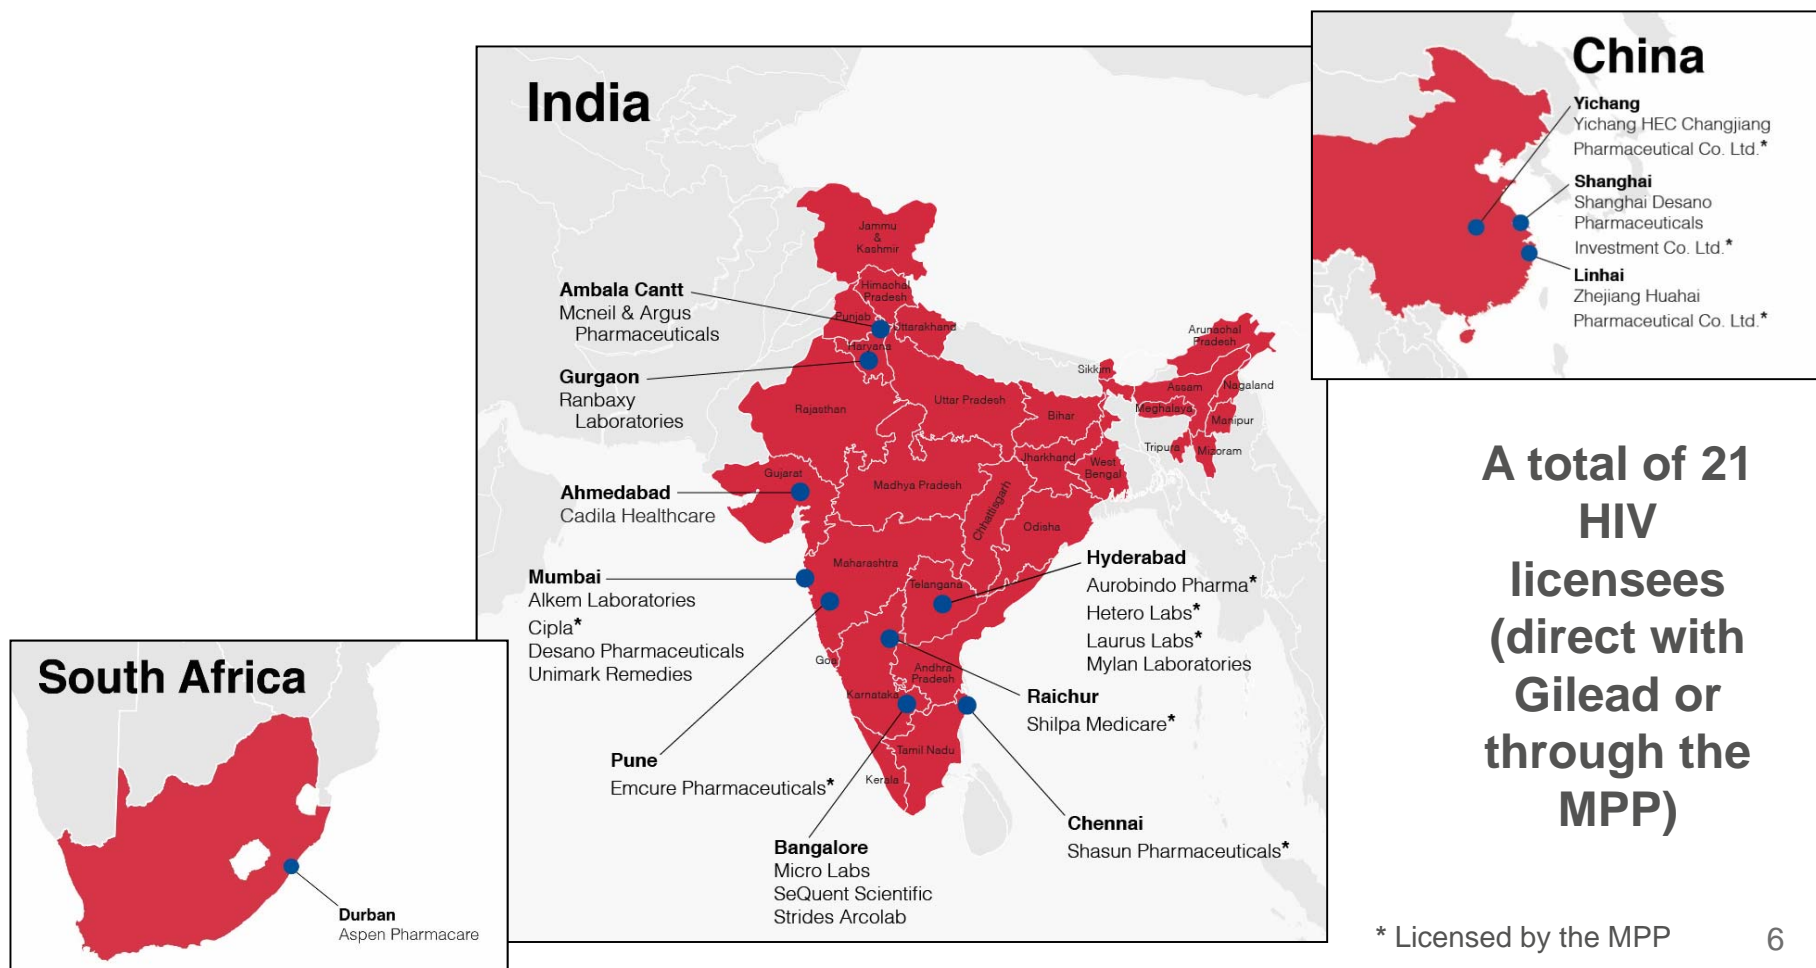 India
Jammu
&
Kashmir
Himachal
Pradesh
Punjab
Uttarakhand
Haryana
Rajasthan
Uttar Pradesh
Bihar
Sikkim
Arunachal
Pradesh
Assam
Nagaland
Meghalaya
Manipur
Tripura
Mizoram
Jharkhand
West
Bengal
Gujarat
Madhya Pradesh
Chhattisgarh
Odisha
Maharashtra
Telangana
Goa
Karnataka
Andhra
Pradesh
Tamil Nadu
Kerala
Ambala Cantt
Mcneil & Argus
Pharmaceuticals
Gurgaon
Ranbaxy
Laboratories
Ahmedabad
Cadila Healthcare
Mumbai
Alkem Laboratories
Cipla*
Desano Pharmaceuticals
Unimark Remedies
Pune
Emcure Pharmaceuticals*
Bangalore
Micro Labs
SeQuent Scientific
Strides Arcolab
Hyderabad
Aurobindo Pharma*
Hetero Labs*
Laurus Labs*
Mylan Laboratories
Raichur
Shilpa Medicare*
Chennai
Shasun Pharmaceuticals*
China
Yichang
Yichang HEC Changjiang
Pharmaceutical Co. Ltd.*
Shanghai
Shanghai Desano
Pharmaceuticals
Investment Co. Ltd.*
Linhai
Zhejiang Huahai
Pharmaceutical Co. Ltd.*
South Africa
Durban
Aspen Pharmacare
A total of 21
HIV
licensees
(direct with
Gilead or
through the
MPP)
* Licensed by the MPP
6